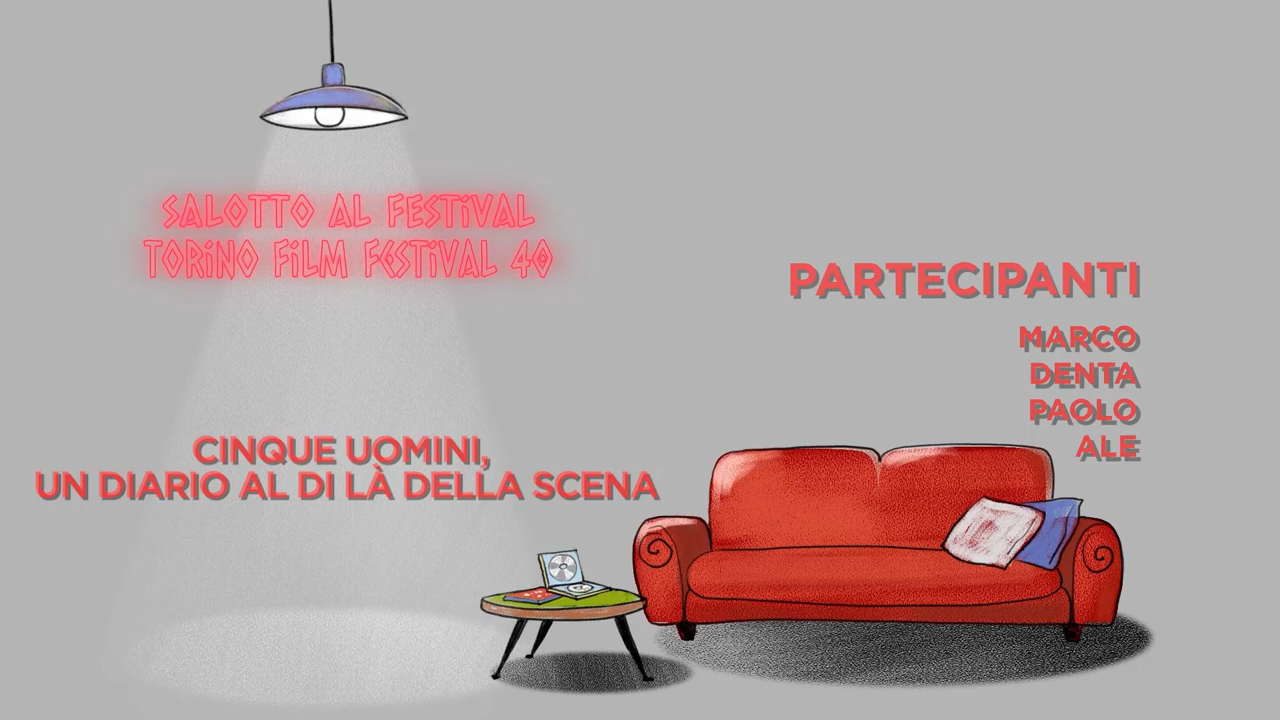 SALOTTO AL FESTiVAL
TORiNO FiLM FESTiVAL 40
CINQUE UOMINI,
UN DIARIO AL DI LÀ DELLA SCENA
PARTECIPANTI
MARCO
DENTA
PAOLO
ALE